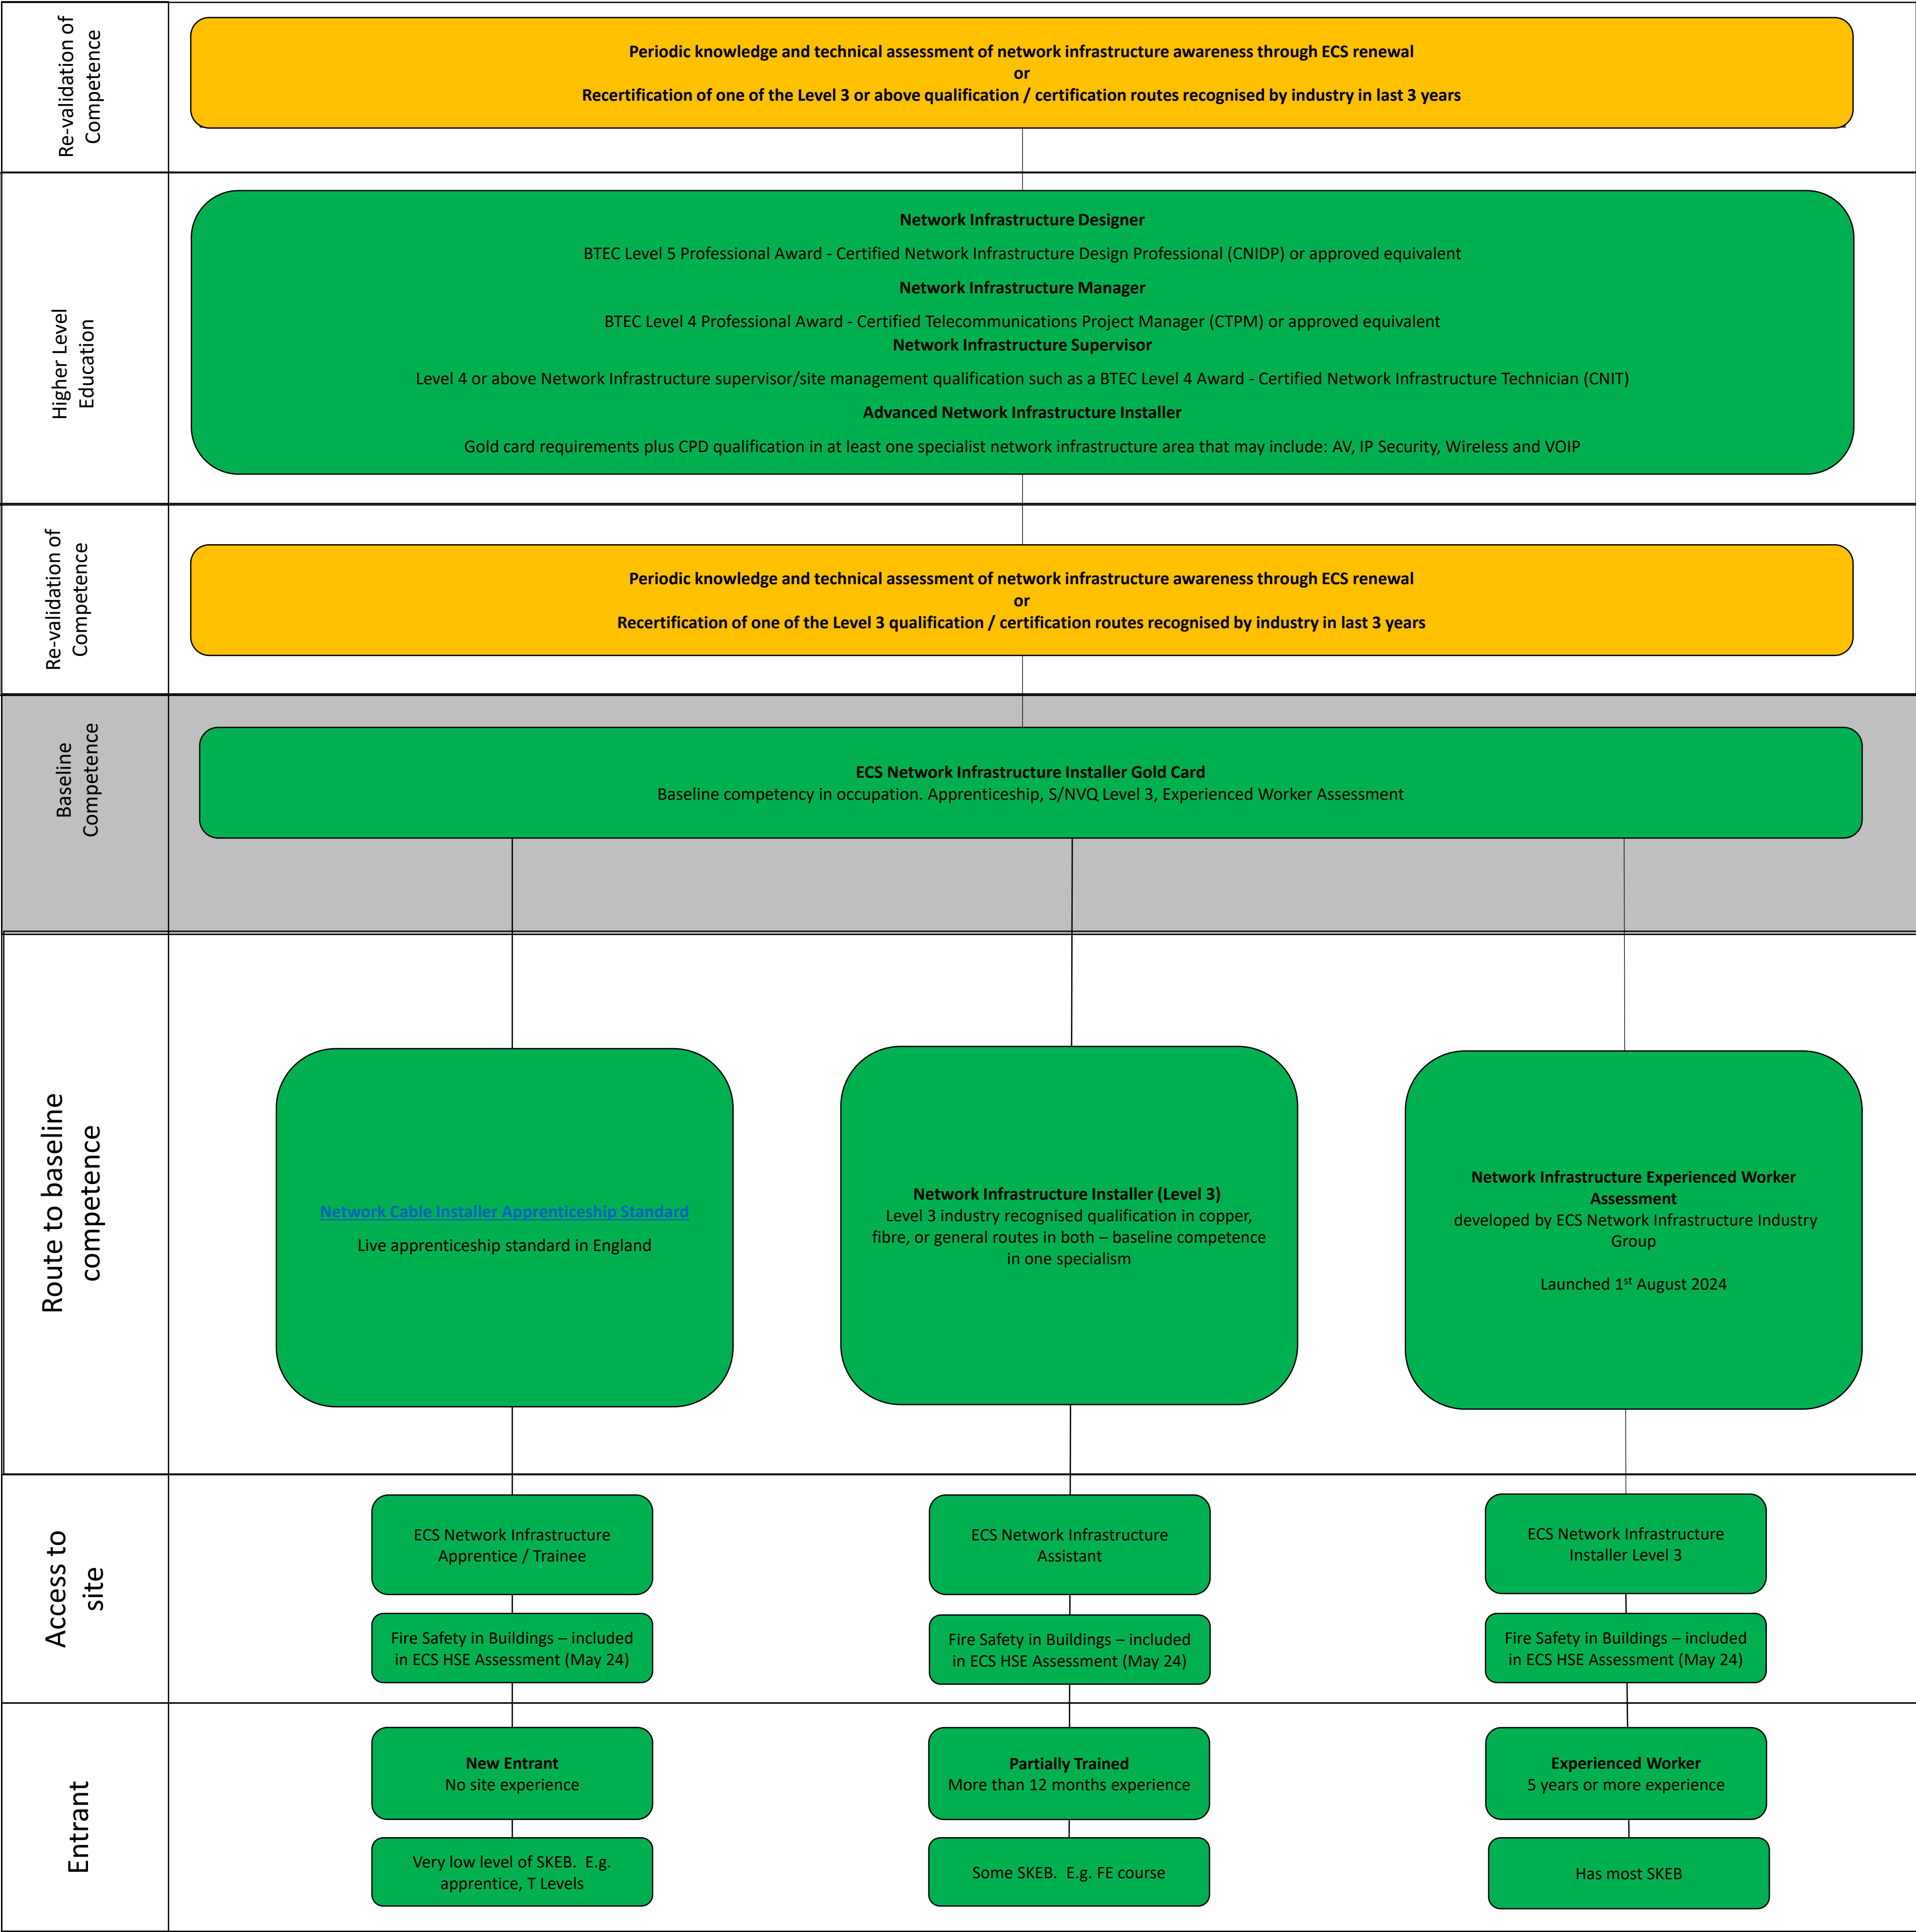 Re-validation of
Competence
Periodic knowledge and technical assessment of network infrastructure awareness through ECS renewal
or
Recertification of one of the Level 3 or above qualification / certification routes recognised by industry in last 3 years
Higher Level
Education
Network Infrastructure Designer
BTEC Level 5 Professional Award - Certified Network Infrastructure Design Professional (CNIDP) or approved equivalent
Network Infrastructure Manager
BTEC Level 4 Professional Award - Certified Telecommunications Project Manager (CTPM) or approved equivalent
Network Infrastructure Supervisor
Level 4 or above Network Infrastructure supervisor/site management qualification such as a BTEC Level 4 Award - Certified Network Infrastructure Technician (CNIT)
Advanced Network Infrastructure Installer
Gold card requirements plus CPD qualification in at least one specialist network infrastructure area that may include: AV, IP Security, Wireless and VOIP
Re-validation of
Competence
Periodic knowledge and technical assessment of network infrastructure awareness through ECS renewal
or
Recertification of one of the Level 3 qualification / certification routes recognised by industry in last 3 years
Baseline
Competence
ECS Network Infrastructure Installer Gold Card
Baseline competency in occupation. Apprenticeship, S/NVQ Level 3, Experienced Worker Assessment
Route to baseline
competence
Network Cable Installer Apprenticeship Standard
Live apprenticeship standard in England
Network Infrastructure Installer (Level 3)
Level 3 industry recognised qualification in copper,
fibre, or general routes in both – baseline competence
in one specialism
Network Infrastructure Experienced Worker
Assessment
developed by ECS Network Infrastructure Industry
Group
Launched 1st August 2024
Access to
site
ECS Network Infrastructure
Apprentice / Trainee
ECS Network Infrastructure
Assistant
ECS Network Infrastructure
Installer Level 3
Fire Safety in Buildings – included
in ECS HSE Assessment (May 24)
Fire Safety in Buildings – included
in ECS HSE Assessment (May 24)
Fire Safety in Buildings – included
in ECS HSE Assessment (May 24)
Entrant
New Entrant
No site experience
Partially Trained
More than 12 months experience
Experienced Worker
5 years or more experience
Very low level of SKEB. E.g.
apprentice, T Levels
Some SKEB. E.g. FE course
Has most SKEB